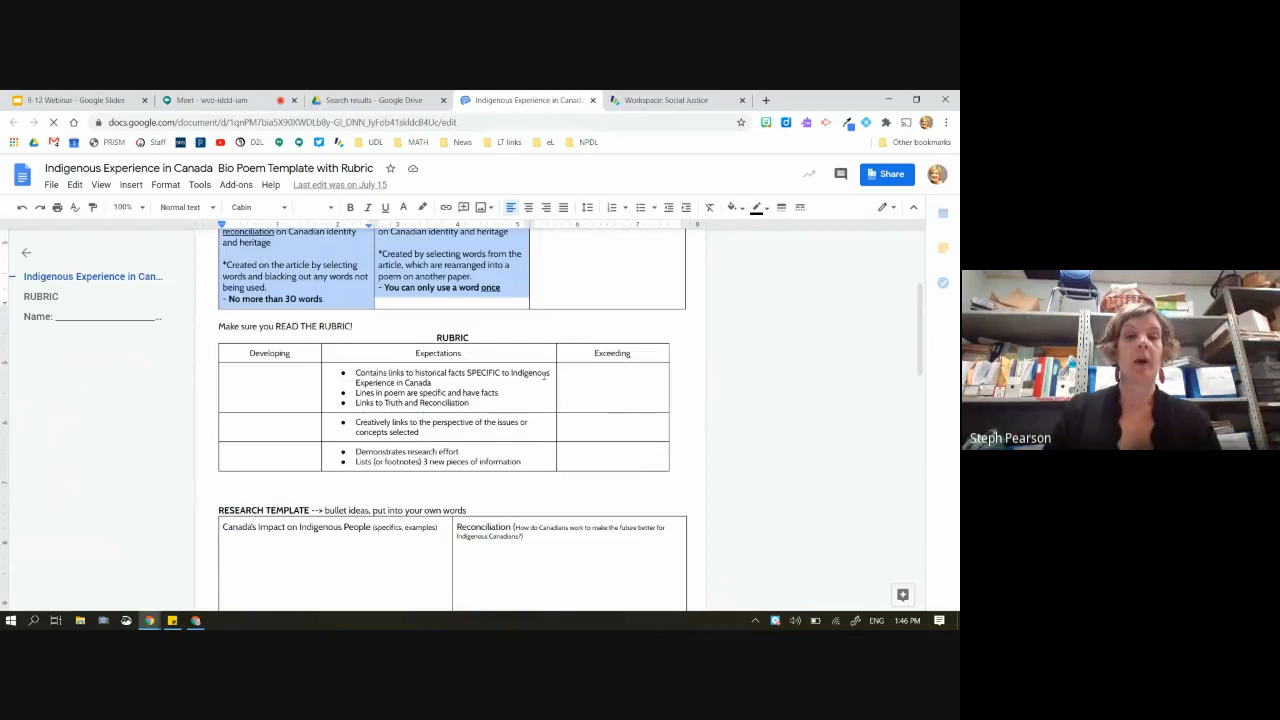 9-12 Webinar - Google Slides
Meet - wvo-iddd-iam
Search results - Google Drive
Indigenous Experience in Canad
Workspace: Social Justice
PRISM
Staff
D2L
UDL
MATH
News
LT links
eL
NPDL
Other bookmarks
Indigenous Experience in Canada Bio Poem Template with Rubric
Share
File Edit View Insert Format Tools Add-ons Help Last edit was on July 15
100% Normal text Cabin
Indigenous Experience in Can...
RUBRIC
Name: ____________________...
reconciliation on Canadian identity
and heritage
*Created on the article by selecting
words and blacking out any words not
being used.
- No more than 30 words
on Canadian identity and heritage
*Created by selecting words from the
article, which are rearranged into a
poem on another paper.
- You can only use a word once
Make sure you READ THE RUBRIC!
RUBRIC
Developing Expectations Exceeding
● Contains links to historical facts SPECIFIC to Indigenous
Experience in Canada
● Lines in poem are specific and have facts
● Links to Truth and Reconciliation
● Creatively links to the perspective of the issues or
concepts selected
● Demonstrates research effort
● Lists (or footnotes) 3 new pieces of information
RESEARCH TEMPLATE --> bullet ideas, put into your own words
Canada's Impact on Indigenous People (specifics, examples)
Reconciliation (How do Canadians work to make the future better for
Indigenous Canadians?)
ENG 1:46 PM
Steph Pearson